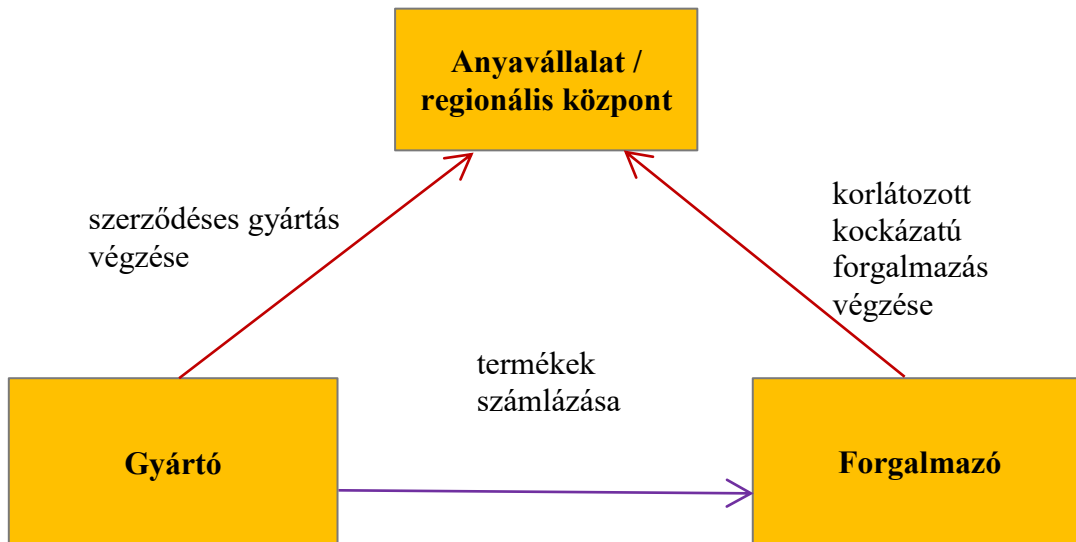 Anyavállalat /
regionális központ
szerződéses gyártás
végzése
korlátozott
kockázatú
forgalmazás
végzése
termékek
számlázása
Gyártó
Forgalmazó